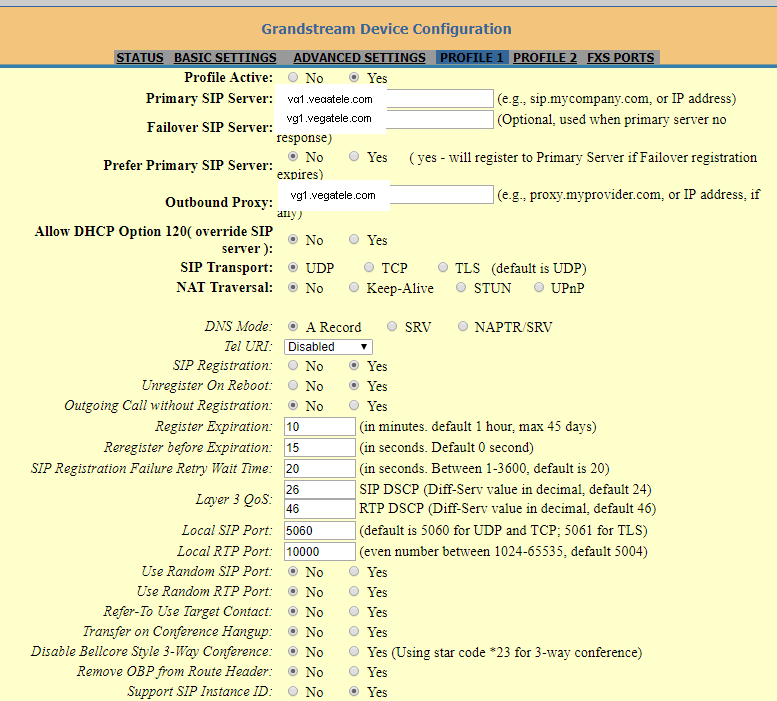 Grandstream Device Configuration
STATUS BASIC SETTINGS ADVANCED SETTINGS PROFILE 1 PROFILE 2 FXS PORTS
Profile Active: No Yes
Primary SIP Server: vg1.vegatele.com (e.g., sip.mycompany.com, or IP address)
Failover SIP Server: vg1.vegatele.com (Optional, used when primary server no
response)
Prefer Primary SIP Server: No Yes ( yes - will register to Primary Server if Failover registration
expires)
Outbound Proxy: vg1.vegatele.com (e.g., proxy.myprovider.com, or IP address, if
any)
Allow DHCP Option 120( override SIP
server ): No Yes
SIP Transport: UDP TCP TLS (default is UDP)
NAT Traversal: No Keep-Alive STUN UPnP
DNS Mode: A Record SRV NAPTR/SRV
Tel URI: Disabled
SIP Registration: No Yes
Unregister On Reboot: No Yes
Outgoing Call without Registration: No Yes
Register Expiration: 10 (in minutes. default 1 hour, max 45 days)
Reregister before Expiration: 15 (in seconds. Default 0 second)
SIP Registration Failure Retry Wait Time: 20 (in seconds. Between 1-3600, default is 20)
Layer 3 QoS: 26 SIP DSCP (Diff-Serv value in decimal, default 24)
46 RTP DSCP (Diff-Serv value in decimal, default 46)
Local SIP Port: 5060 (default is 5060 for UDP and TCP; 5061 for TLS)
Local RTP Port: 10000 (even number between 1024-65535, default 5004)
Use Random SIP Port: No Yes
Use Random RTP Port: No Yes
Refer-To Use Target Contact: No Yes
Transfer on Conference Hangup: No Yes
Disable Bellcore Style 3-Way Conference: No Yes (Using star code *23 for 3-way conference)
Remove OBP from Route Header: No Yes
Support SIP Instance ID: No Yes